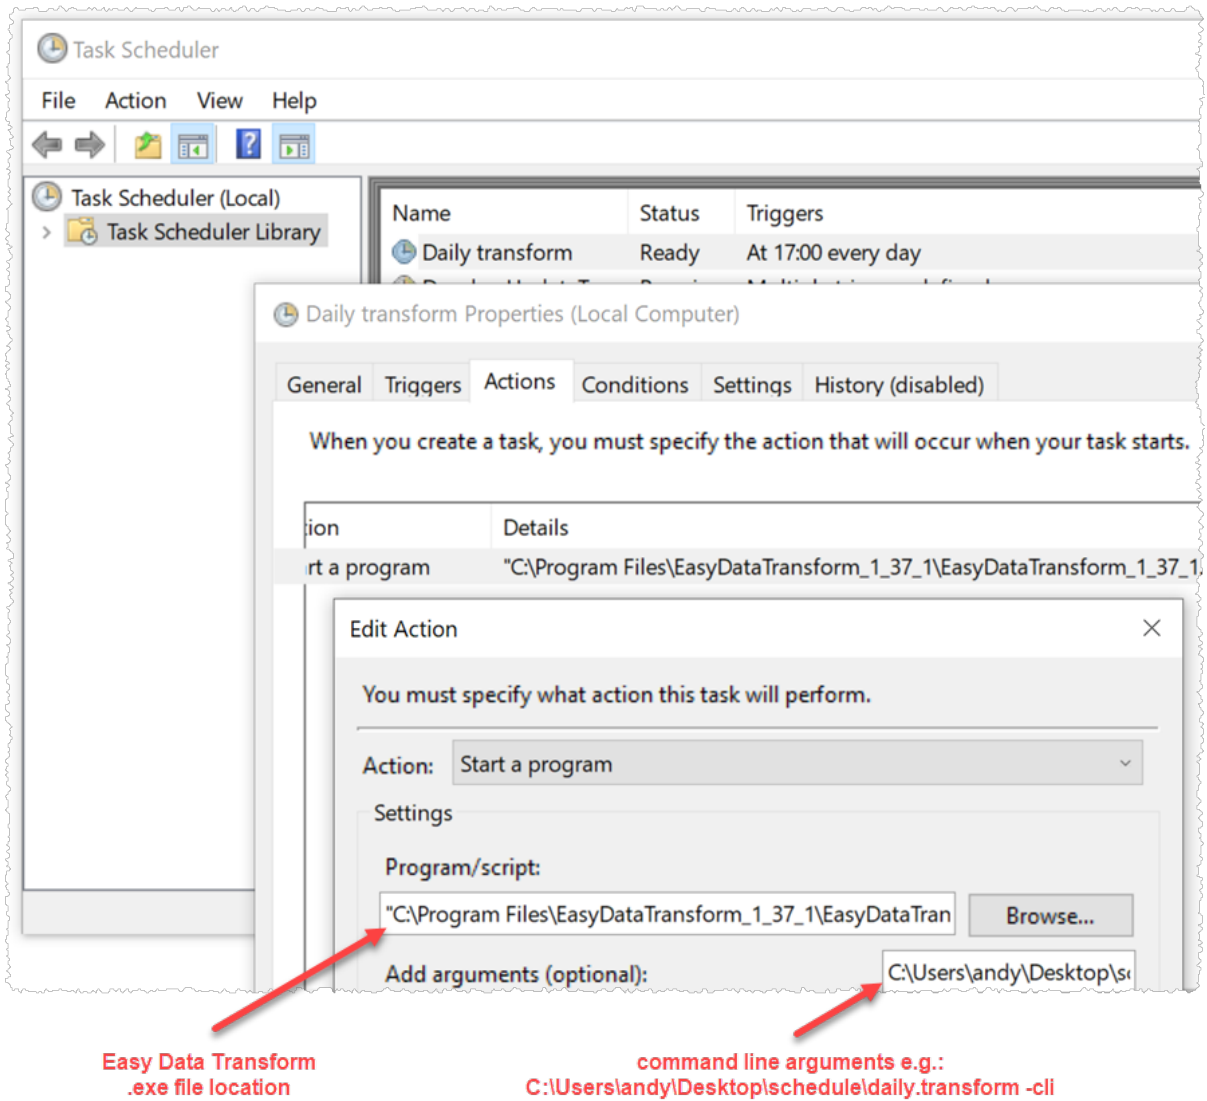 Task Scheduler
File Action View Help
Task Scheduler (Local)
Task Scheduler Library
Name Status Triggers
Daily transform Ready At 17:00 every day
Daily transform Properties (Local Computer)
General Triggers Actions Conditions Settings History (disabled)
When you create a task, you must specify the action that will occur when your task starts.
tion Details
rt a program "C:\Program Files\EasyDataTransform_1_37_1\EasyDataTransform_1_37_1.
Edit Action
You must specify what action this task will perform.
Action: Start a program
Settings
Program/script:
"C:\Program Files\EasyDataTransform_1_37_1\EasyDataTran Browse...
Add arguments (optional): C:\Users\andy\Desktop\sc
Easy Data Transform
.exe file location
command line arguments e.g.:
C:\Users\andy\Desktop\schedule\daily.transform -cli